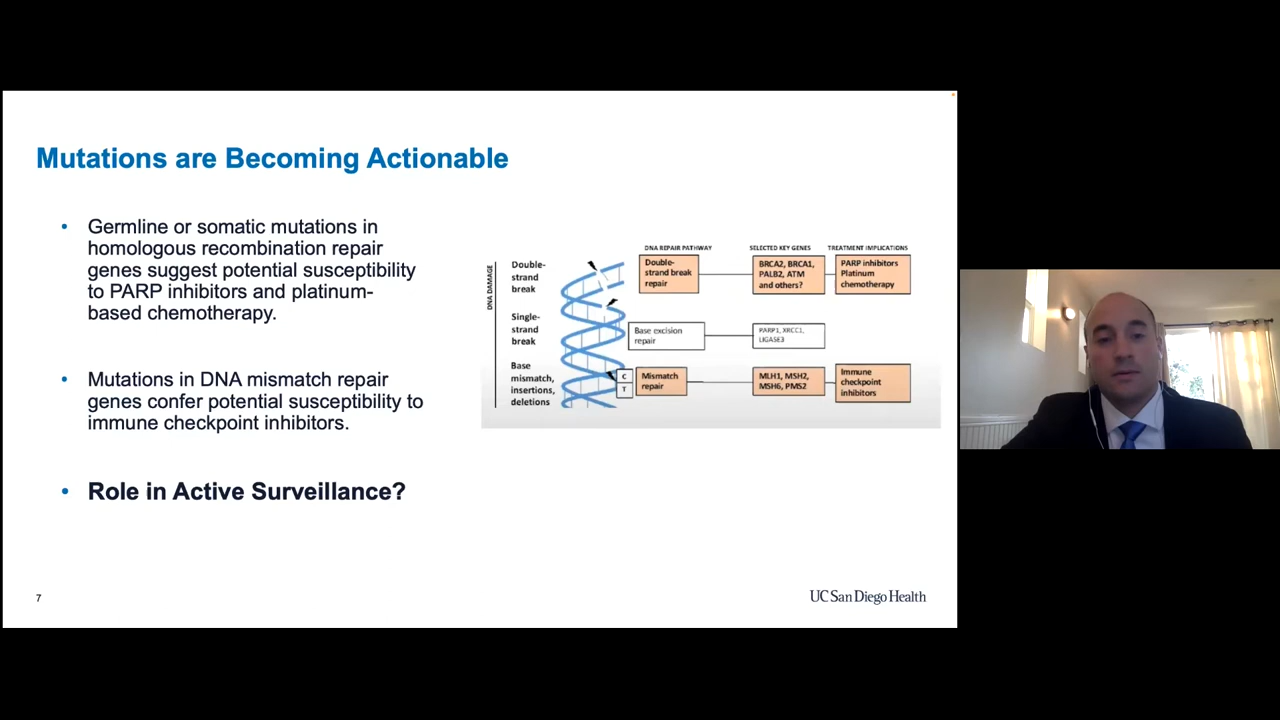 Mutations are Becoming Actionable
• Germline or somatic mutations in
homologous recombination repair
genes suggest potential susceptibility
to PARP inhibitors and platinum-
based chemotherapy.
• Mutations in DNA mismatch repair
genes confer potential susceptibility to
immune checkpoint inhibitors.
• Role in Active Surveillance?
DNA REPAIR PATHWAY
SELECTED KEY GENES
TREATMENT IMPLICATIONS
DNA DAMAGE
Double-
strand
break
Double-
strand break
repair
BRCA2, BRCA1,
PALB2, ATM
and others?
PARP inhibitors
Platinum
chemotherapy
Single-
strand
break
Base excision
repair
PARP1, XRCC1,
LIGASE3
Base
mismatch,
insertions,
deletions
C
T
Mismatch
repair
MLH1, MSH2,
MSH6, PMS2
Immune
checkpoint
inhibitors
7
UC San Diego Health